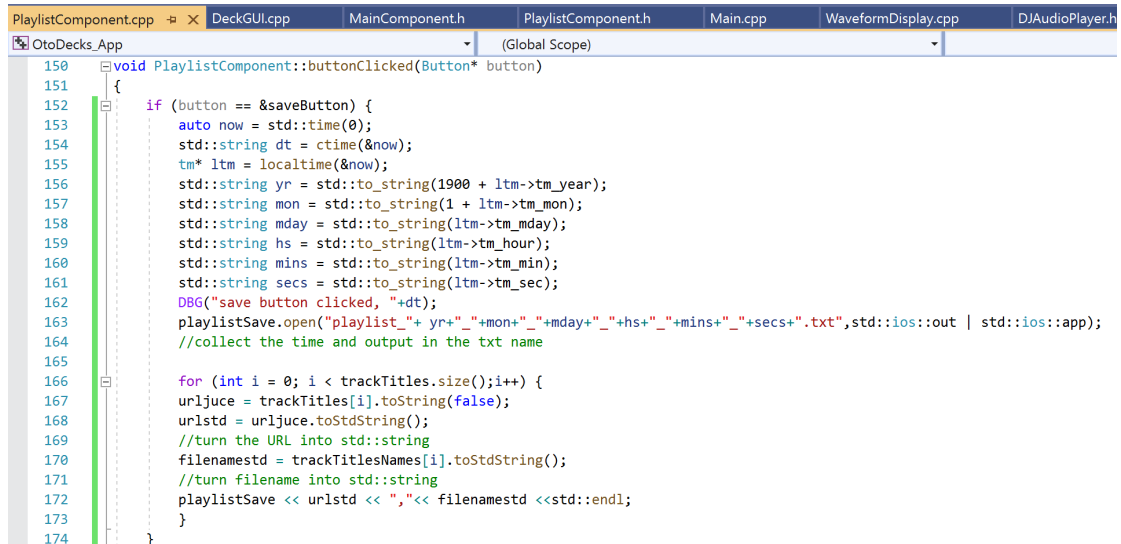 PlaylistComponent.cpp DeckGUI.cpp MainComponent.h PlaylistComponent.h Main.cpp WaveformDisplay.cpp DJAudioPlayer.h
OtoDecks_App (Global Scope)
150 void PlaylistComponent::buttonClicked(Button* button)
151 {
152 if (button == &saveButton) {
153 auto now = std::time(0);
154 std::string dt = ctime(&now);
155 tm* ltm = localtime(&now);
156 std::string yr = std::to_string(1900 + ltm->tm_year);
157 std::string mon = std::to_string(1 + ltm->tm_mon);
158 std::string mday = std::to_string(ltm->tm_mday);
159 std::string hs = std::to_string(ltm->tm_hour);
160 std::string mins = std::to_string(ltm->tm_min);
161 std::string secs = std::to_string(ltm->tm_sec);
162 DBG("save button clicked, "+dt);
163 playlistSave.open("playlist_"+ yr+"_"+mon+"_"+mday+"_"+hs+"_"+mins+"_"+secs+".txt",std::ios::out | std::ios::app);
164 //collect the time and output in the txt name
165
166 for (int i = 0; i < trackTitles.size();i++) {
167 urljuce = trackTitles[i].toString(false);
168 urlstd = urljuce.toStdString();
169 //turn the URL into std::string
170 filenamestd = trackTitlesNames[i].toStdString();
171 //turn filename into std::string
172 playlistSave << urlstd << ","<< filenamestd <<std::endl;
173 }
174 }